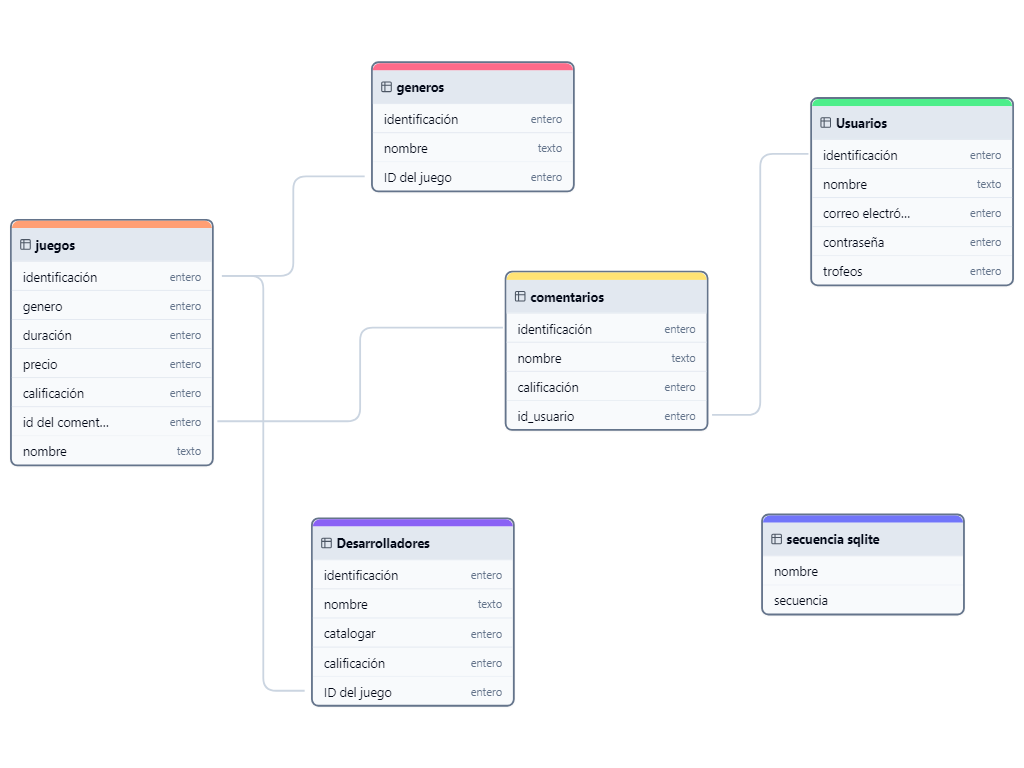 generos
identificación entero
nombre texto
ID del juego entero
Usuarios
identificación entero
nombre texto
correo electró... entero
contraseña entero
trofeos entero
juegos
identificación entero
genero entero
duración entero
precio entero
calificación entero
id del coment... entero
nombre texto
comentarios
identificación entero
nombre texto
calificación entero
id_usuario entero
Desarrolladores
identificación entero
nombre texto
catalogar entero
calificación entero
ID del juego entero
secuencia sqlite
nombre
secuencia